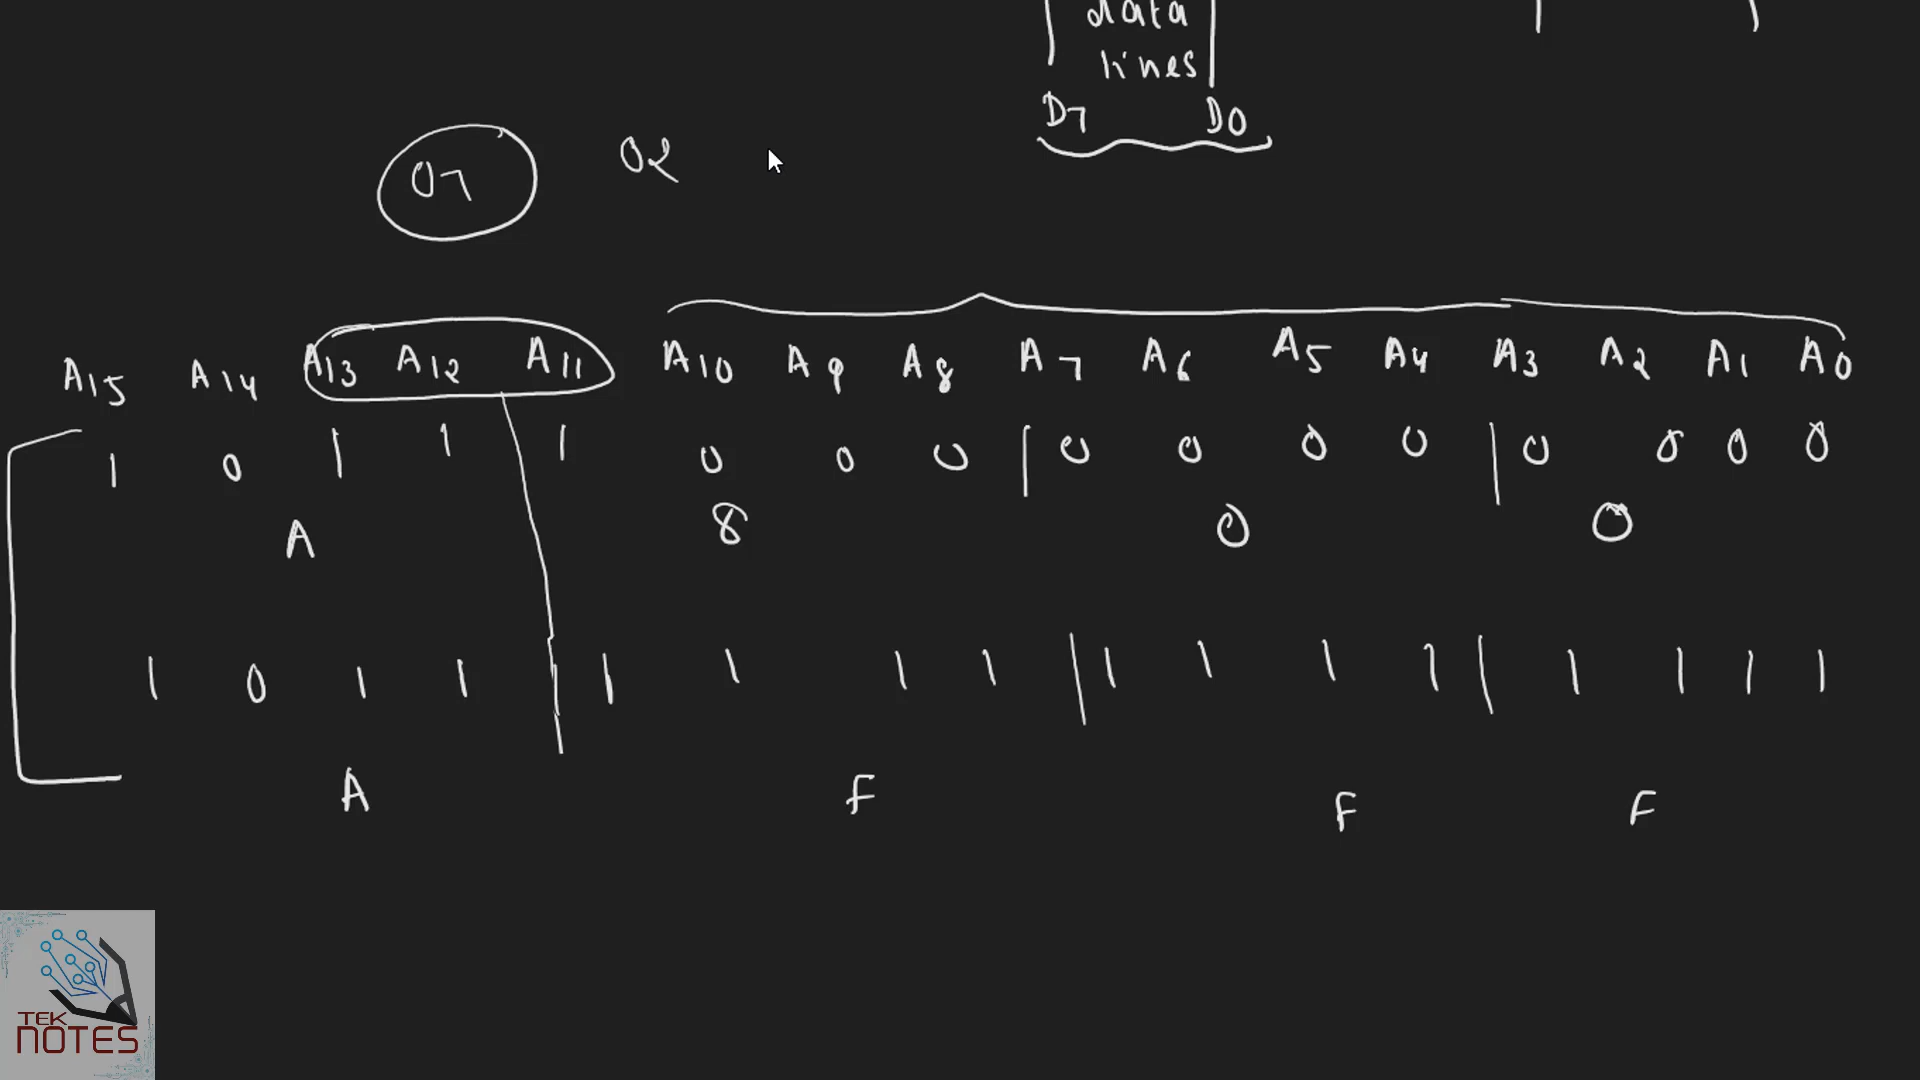 data
lines
D7 D0
07 02
A15 A14 A13 A12 A11 A10 A9 A8 A7 A6 A5 A4 A3 A2 A1 A0
1 0 1 1 1 0 0 0 | 0 0 0 0 | 0 0 0 0
A 8 0 0
1 0 1 1 1 1 1 1 | 1 1 1 1 | 1 1 1 1
A F F F
TEK
NOTES